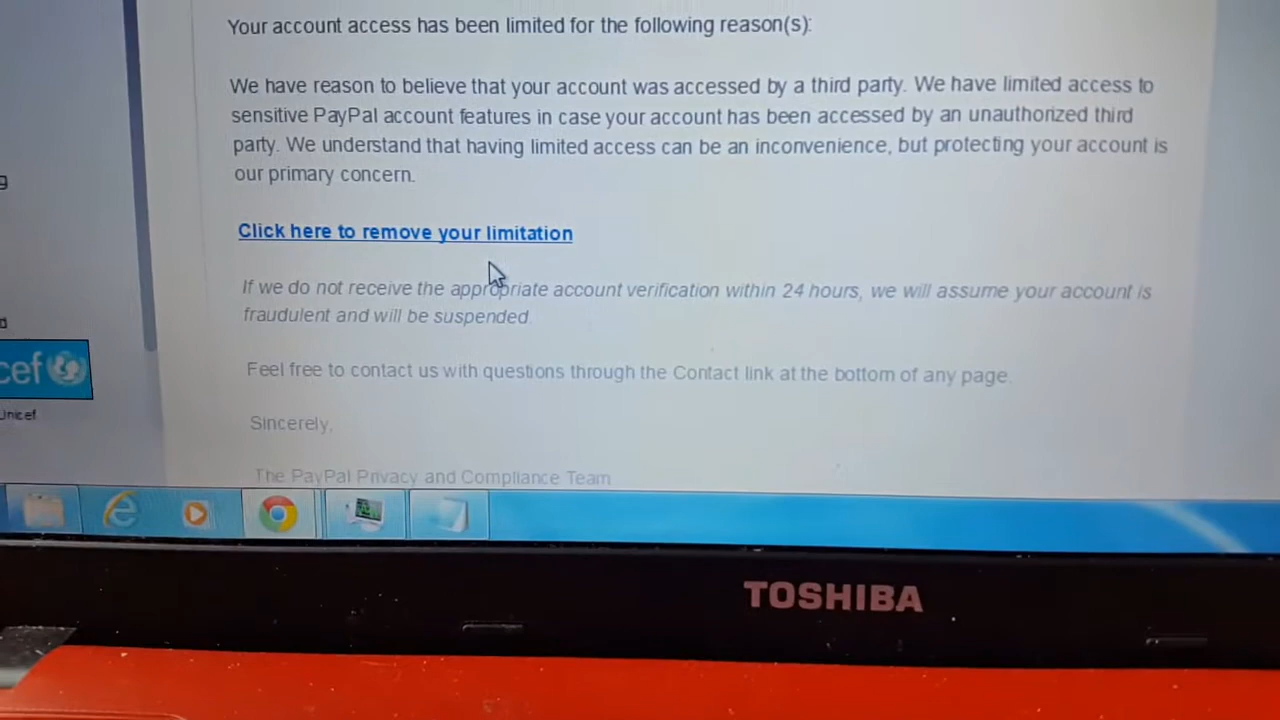 Your account access has been limited for the following reason(s):
We have reason to believe that your account was accessed by a third party. We have limited access to
sensitive PayPal account features in case your account has been accessed by an unauthorized third
party. We understand that having limited access can be an inconvenience, but protecting your account is
our primary concern.
Click here to remove your limitation
If we do not receive the appropriate account verification within 24 hours, we will assume your account is
fraudulent and will be suspended.
Feel free to contact us with questions through the Contact link at the bottom of any page.
Sincerely,
The PayPal Privacy and Compliance Team
g
d
cef
Unicef
TOSHIBA